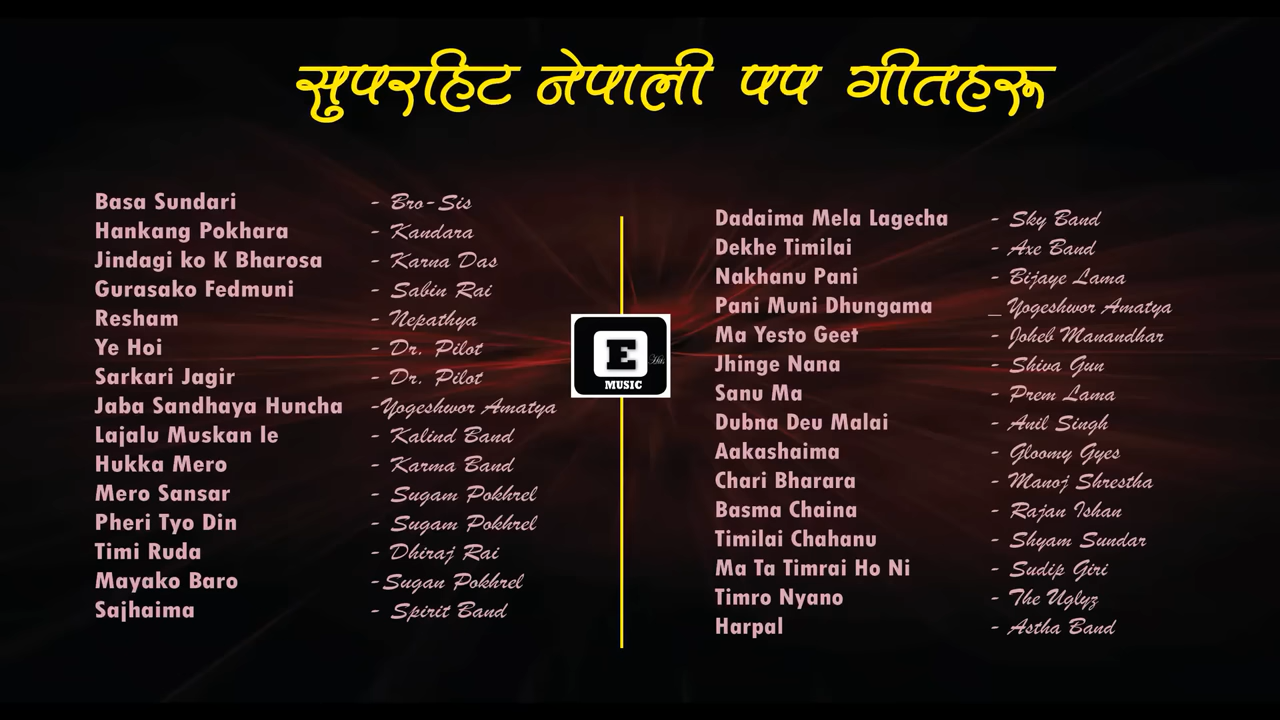 सुपरहिट नेपाली पप गीतहरू
Basa Sundari - Bro-Sis
Hankang Pokhara - Kandara
Jindagi ko K Bharosa - Karna Das
Gurasako Fedmuni - Sabin Rai
Resham - Nepathya
Ye Hoi - Dr. Pilot
Sarkari Jagir - Dr. Pilot
Jaba Sandhaya Huncha -Yogeshwor Amatya
Lajalu Muskan le - Kalind Band
Hukka Mero - Karma Band
Mero Sansar - Sugam Pokhrel
Pheri Tyo Din - Sugam Pokhrel
Timi Ruda - Dhiraj Rai
Mayako Baro -Sugan Pokhrel
Sajhaima - Spirit Band
E
MUSIC
Dadaima Mela Lagecha - Sky Band
Dekhe Timilai - Axe Band
Nakhanu Pani - Bijaye Lama
Pani Muni Dhungama _ Yogeshwor Amatya
Ma Yesto Geet - Joheb Manandhar
Jhinge Nana - Shiva Gun
Sanu Ma - Prem Lama
Dubna Deu Malai - Anil Singh
Aakashaima - Gloomy Gyes
Chari Bharara - Manoj Shrestha
Basma Chaina - Rajan Ishan
Timilai Chahanu - Shyam Sundar
Ma Ta Timrai Ho Ni - Sudip Giri
Timro Nyano - The Uglyz
Harpal - Astha Band